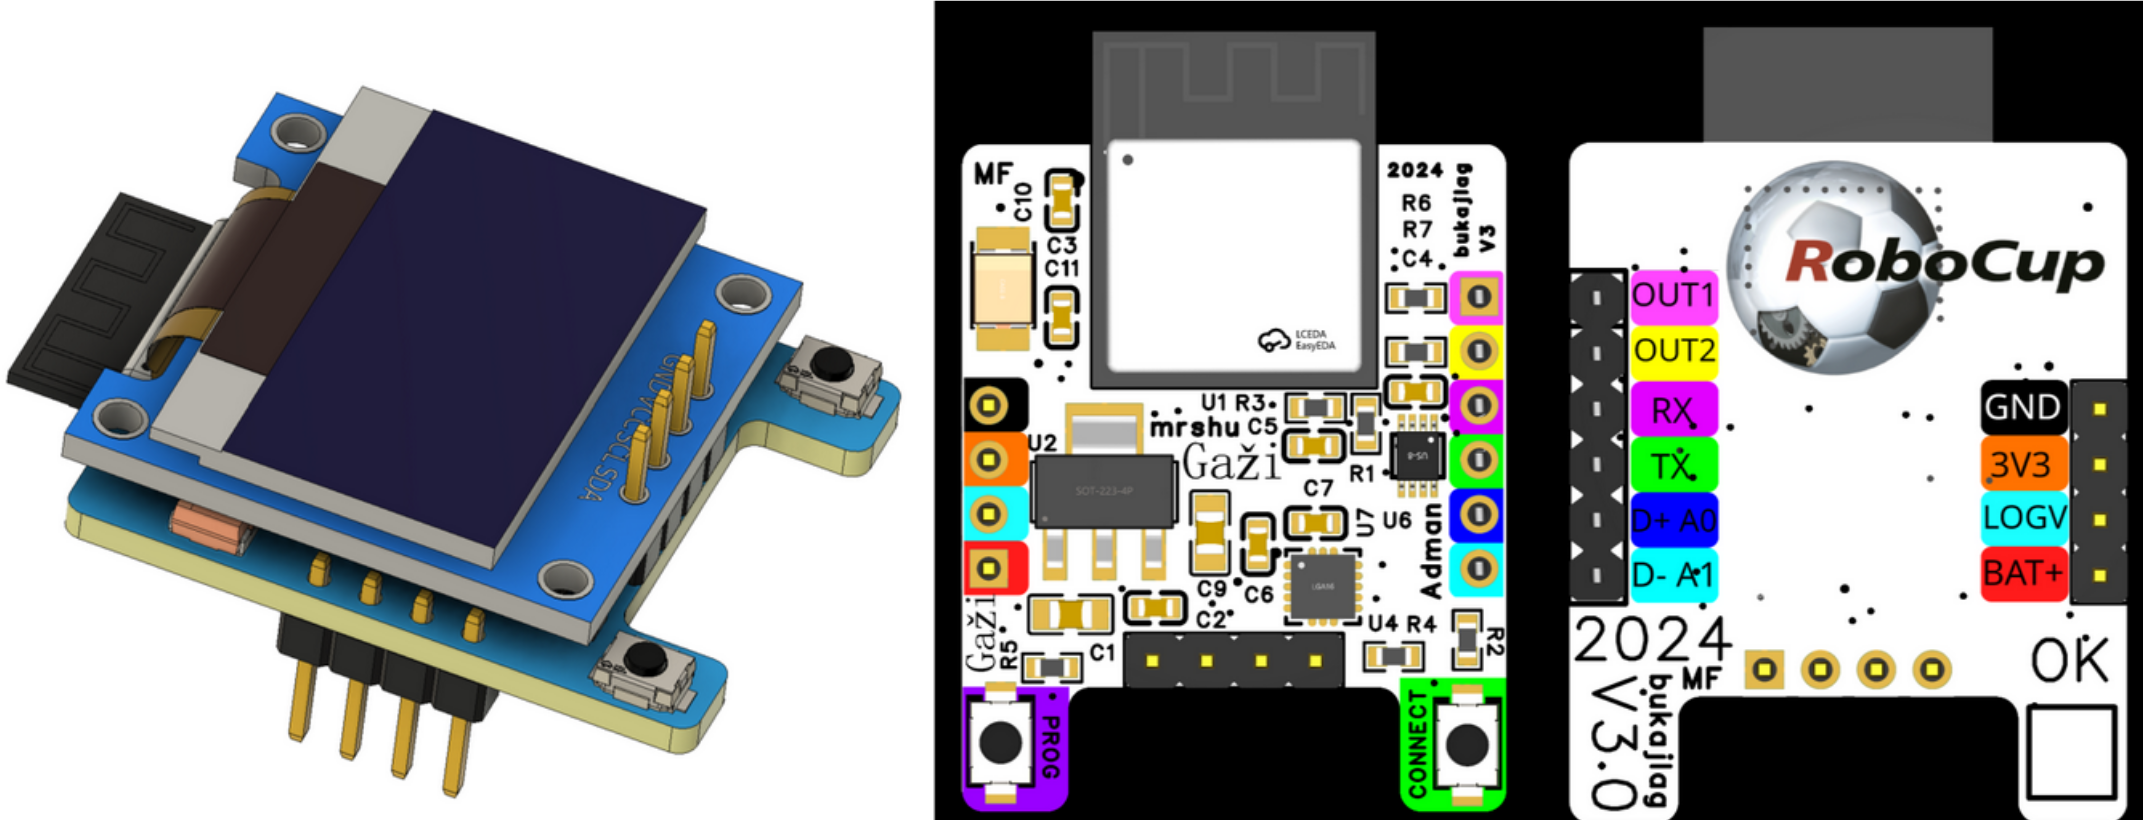 GND
VCC
SCL
SDA
MF
C10
C3
C11
2024
R6
R7
C4
bukajlag
V3
LCEDA
EasyEDA
U1 R3
mrshu C5
Gaži
U2
SOT-223-4P
R1
US-8
C7
U7
U6
Adman
LGA16
C9
C6
C2
U4 R4
R2
Gaži
R5
C1
PROG
CONNECT
RoboCup
OUT1
OUT2
RX
TX
D+ A0
D- A1
GND
3V3
LOGV
BAT+
2024
MF
V3.0
bukajlag
OK